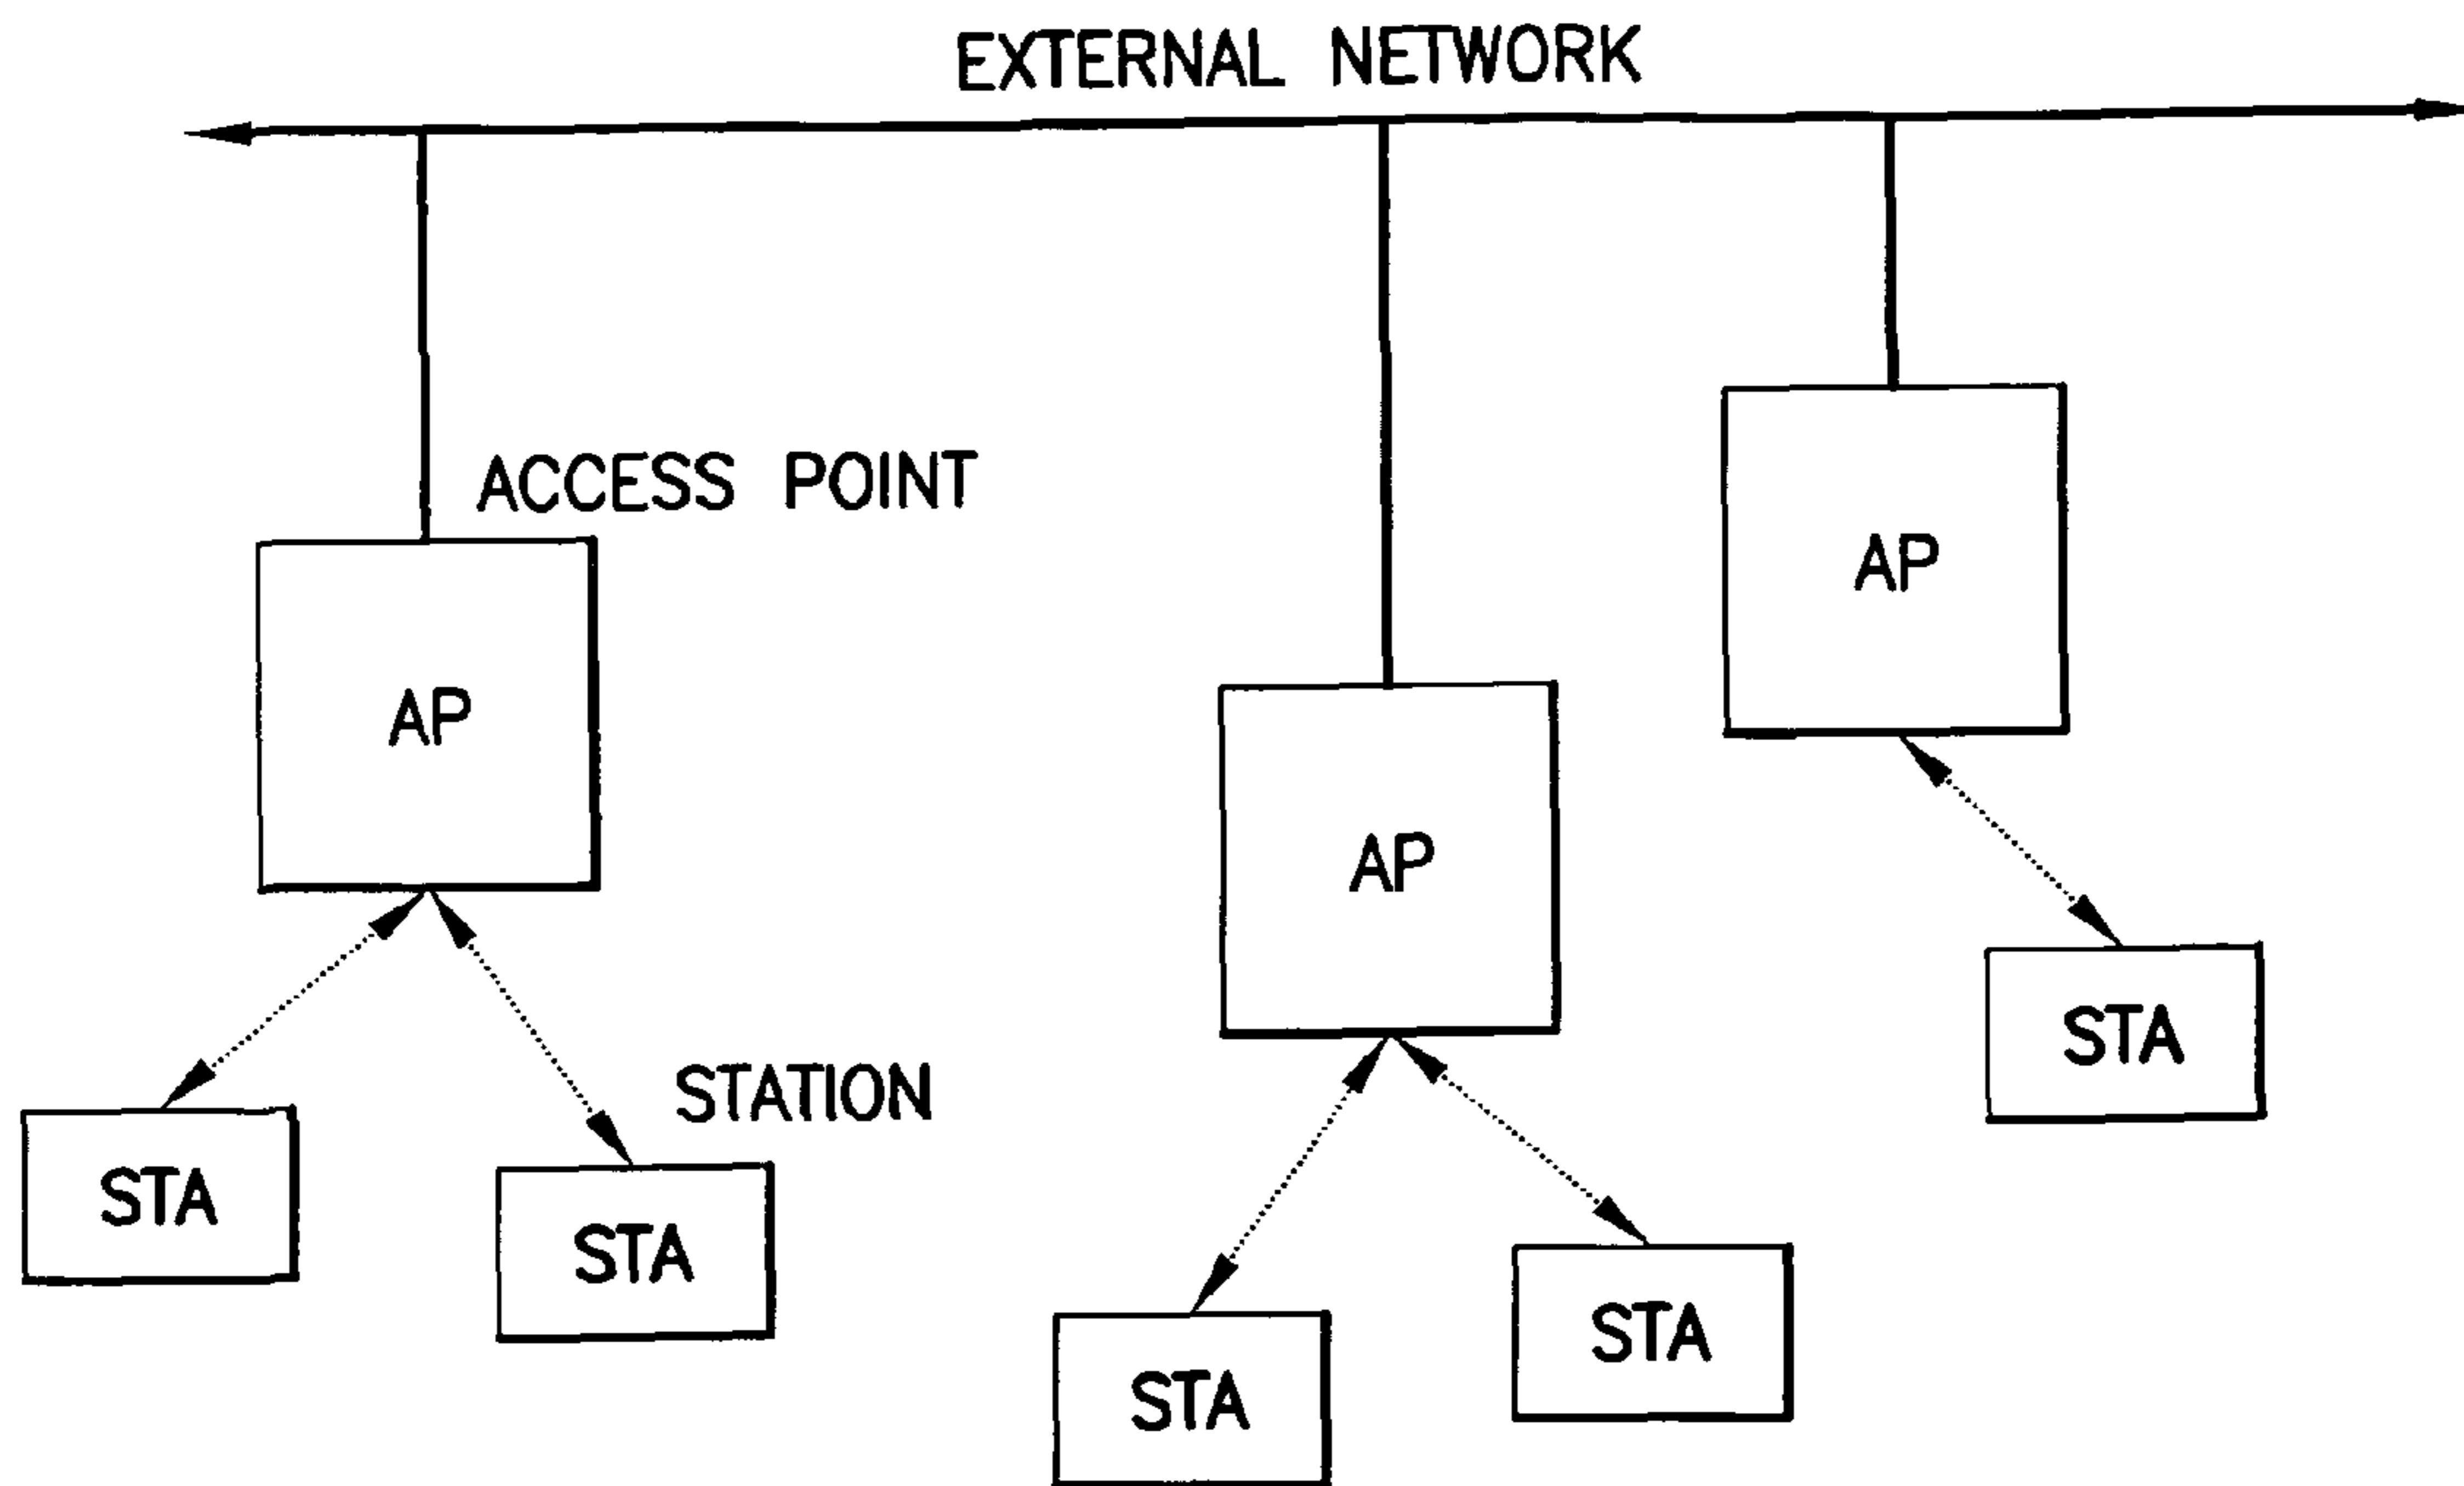 EXTERNAL NETWORK
ACCESS POINT
AP
AP
AP
STATION
STA
STA
STA
STA
STA